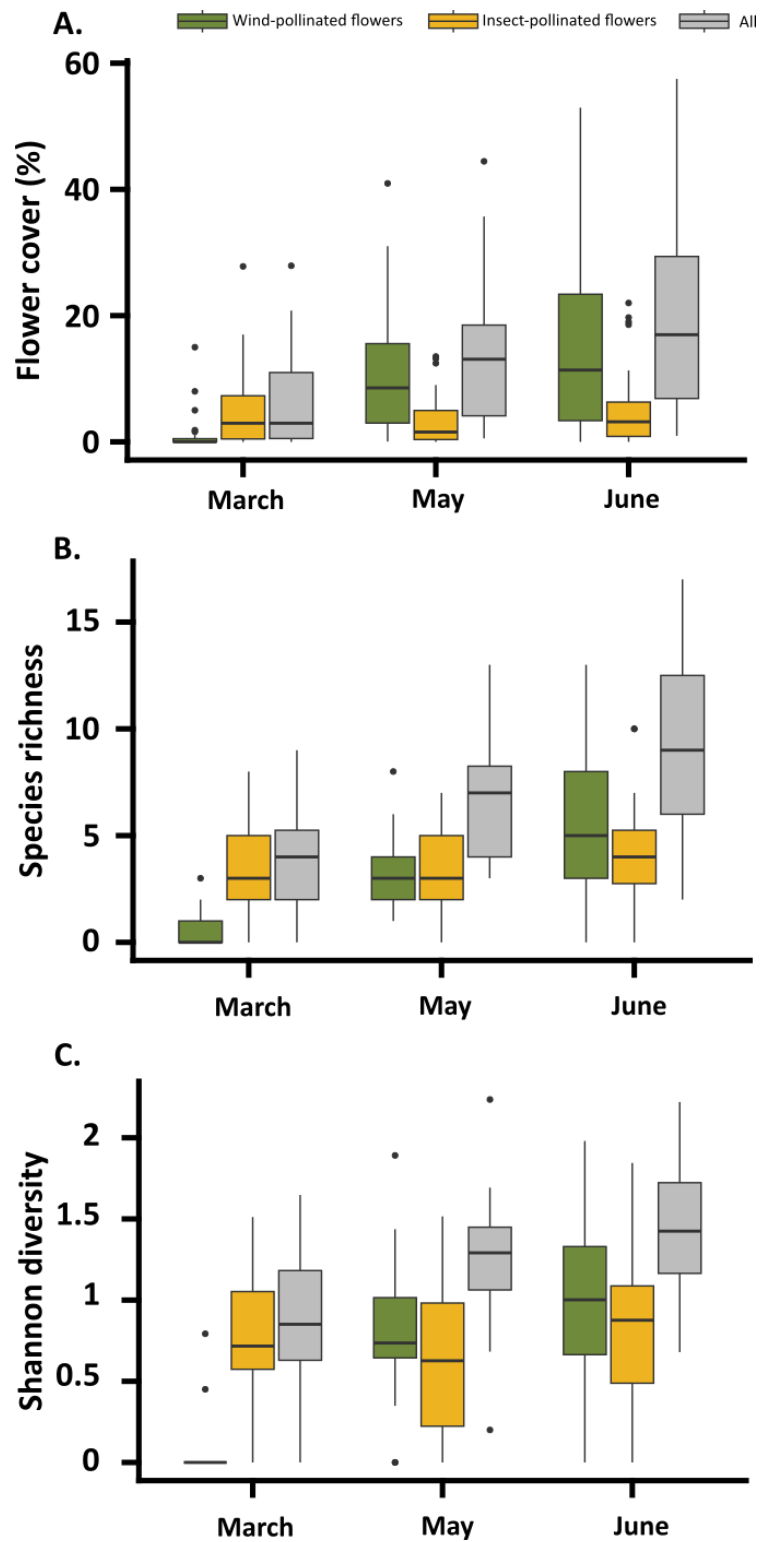 A.
Wind-pollinated flowers Insect-pollinated flowers All
Flower cover (%)
60
40
20
0
March May June
B.
Species richness
15
10
5
0
March May June
C.
Shannon diversity
2
1.5
1
0.5
0
March May June